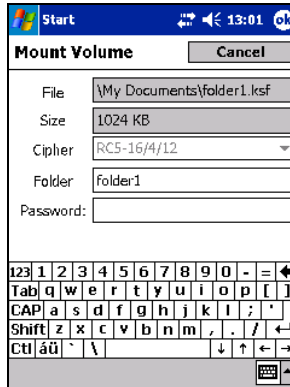 Start 13:01 ok
Mount Volume Cancel
File \My Documents\folder1.ksf
Size 1024 KB
Cipher RC5-16/4/12
Folder folder1
Password:
123 1 2 3 4 5 6 7 8 9 0 - =
Tab q w e r t y u i o p [ ]
CAP a s d f g h j k l ; '
Shift z x c v b n m , . /
Ctl áü ` \